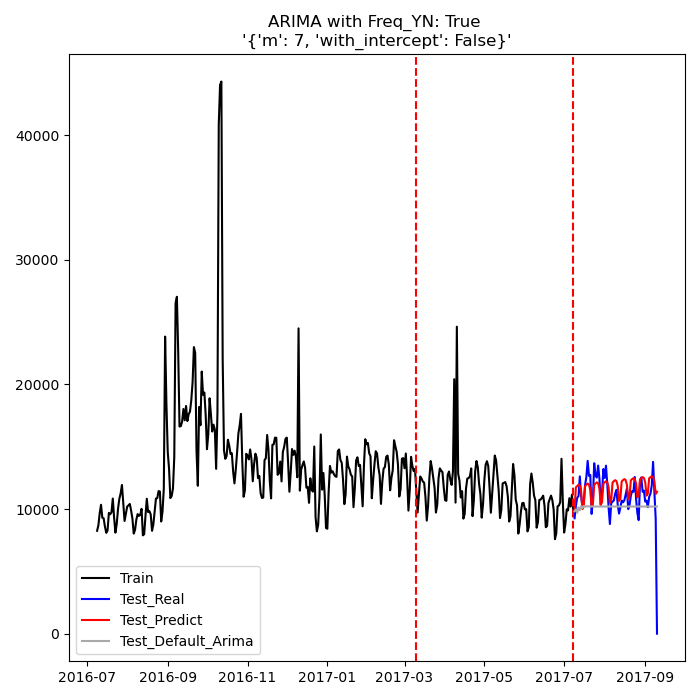 ARIMA with Freq_YN: True
'{'m': 7, 'with_intercept': False}'
40000
30000
20000
10000
0
Train
Test_Real
Test_Predict
Test_Default_Arima
2016-07 2016-09 2016-11 2017-01 2017-03 2017-05 2017-07 2017-09